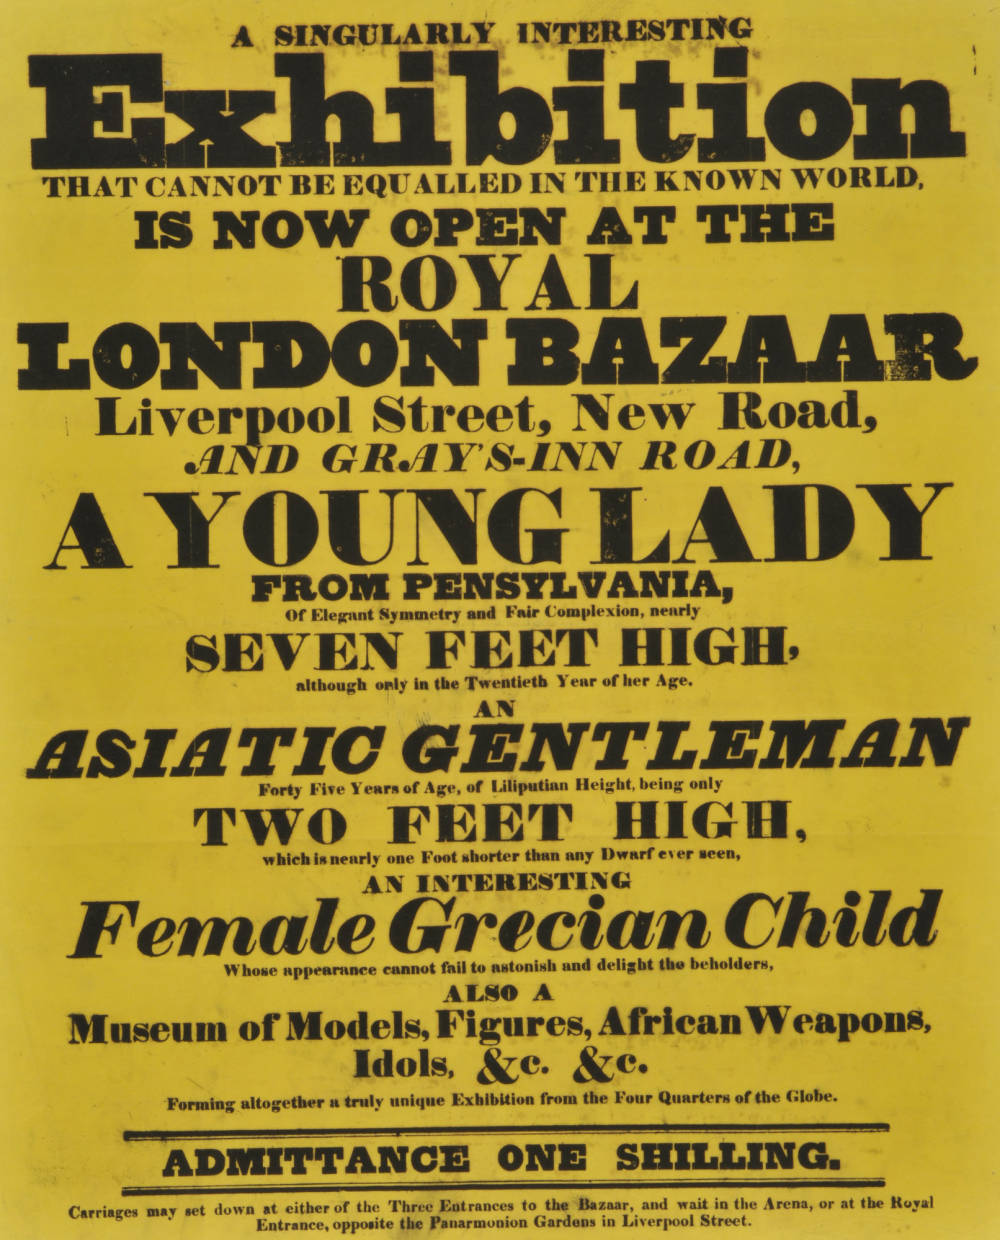 A SINGULARLY INTERESTING
Exhibition
THAT CANNOT BE EQUALLED IN THE KNOWN WORLD,
IS NOW OPEN AT THE
ROYAL
LONDON BAZAAR
Liverpool Street, New Road,
AND GRAY'S-INN ROAD,
A YOUNG LADY
FROM PENSYLVANIA,
Of Elegant Symmetry and Fair Complexion, nearly
SEVEN FEET HIGH,
although only in the Twentieth Year of her Age.
AN
ASIATIC GENTLEMAN
Forty Five Years of Age, of Liliputian Height, being only
TWO FEET HIGH,
which is nearly one Foot shorter than any Dwarf ever seen,
AN INTERESTING
Female Grecian Child
Whose appearance cannot fail to astonish and delight the beholders,
ALSO A
Museum of Models, Figures, African Weapons,
Idols, &c. &c.
Forming altogether a truly unique Exhibition from the Four Quarters of the Globe.
ADMITTANCE ONE SHILLING.
Carriages may set down at either of the Three Entrances to the Bazaar, and wait in the Arena, or at the Royal
Entrance, opposite the Panarmonion Gardens in Liverpool Street.